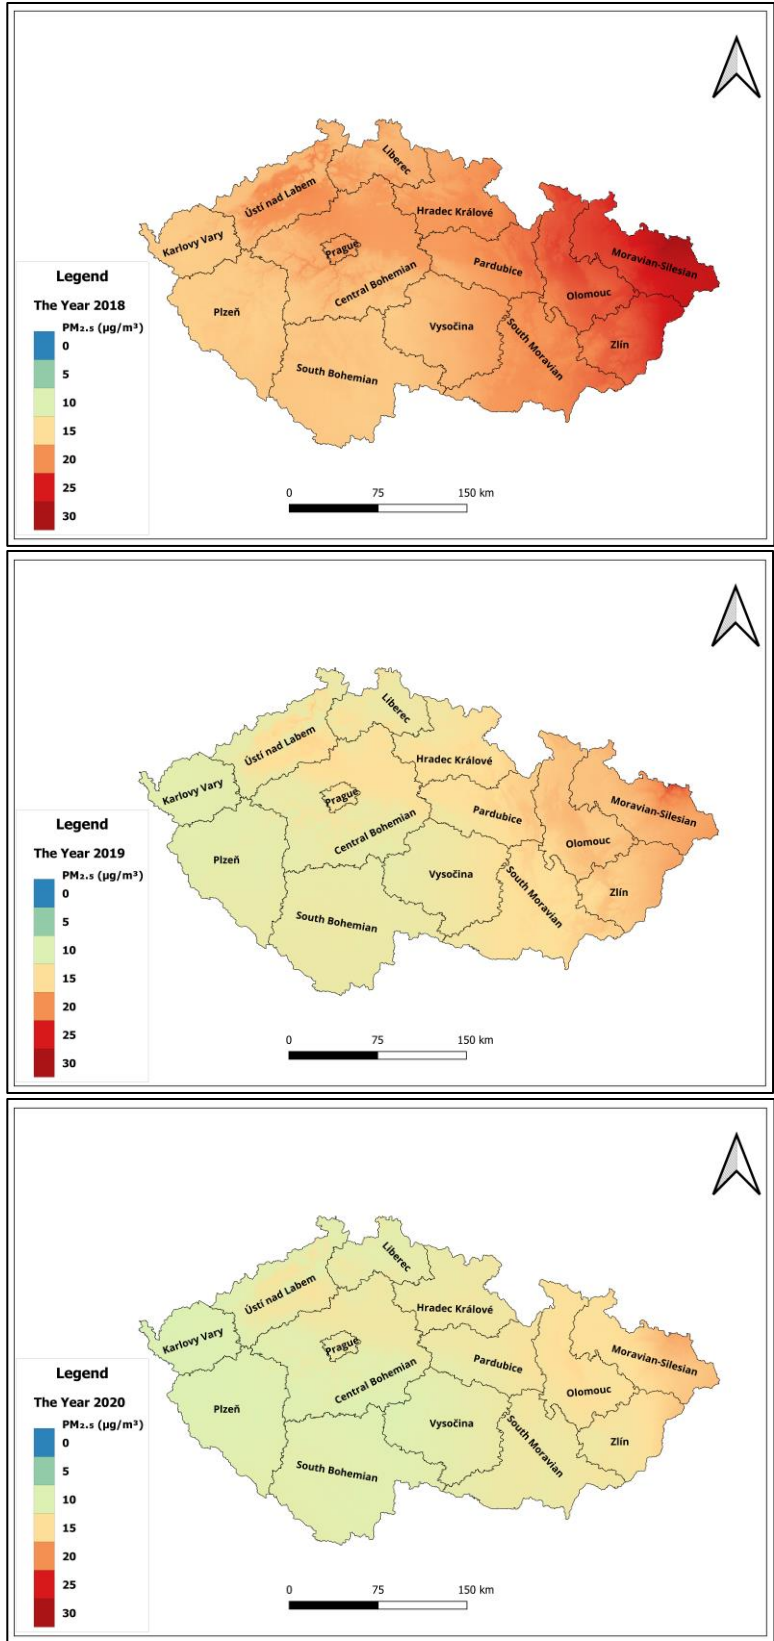 Liberec
Ústí nad Labem
Hradec Králové
Karlovy Vary
Prague
Moravian-Silesian
Pardubice
Central Bohemian
Olomouc
Plzeň
Vysočina
Zlín
South Moravian
South Bohemian
Legend
The Year 2018
PM₂.₅ (µg/m³)
0
5
10
15
20
25
30
0 75 150 km
Liberec
Ústí nad Labem
Hradec Králové
Karlovy Vary
Prague
Moravian-Silesian
Pardubice
Central Bohemian
Olomouc
Plzeň
Vysočina
Zlín
South Moravian
South Bohemian
Legend
The Year 2019
PM₂.₅ (µg/m³)
0
5
10
15
20
25
30
0 75 150 km
Liberec
Ústí nad Labem
Hradec Králové
Karlovy Vary
Prague
Moravian-Silesian
Pardubice
Central Bohemian
Olomouc
Plzeň
Vysočina
Zlín
South Moravian
South Bohemian
Legend
The Year 2020
PM₂.₅ (µg/m³)
0
5
10
15
20
25
30
0 75 150 km